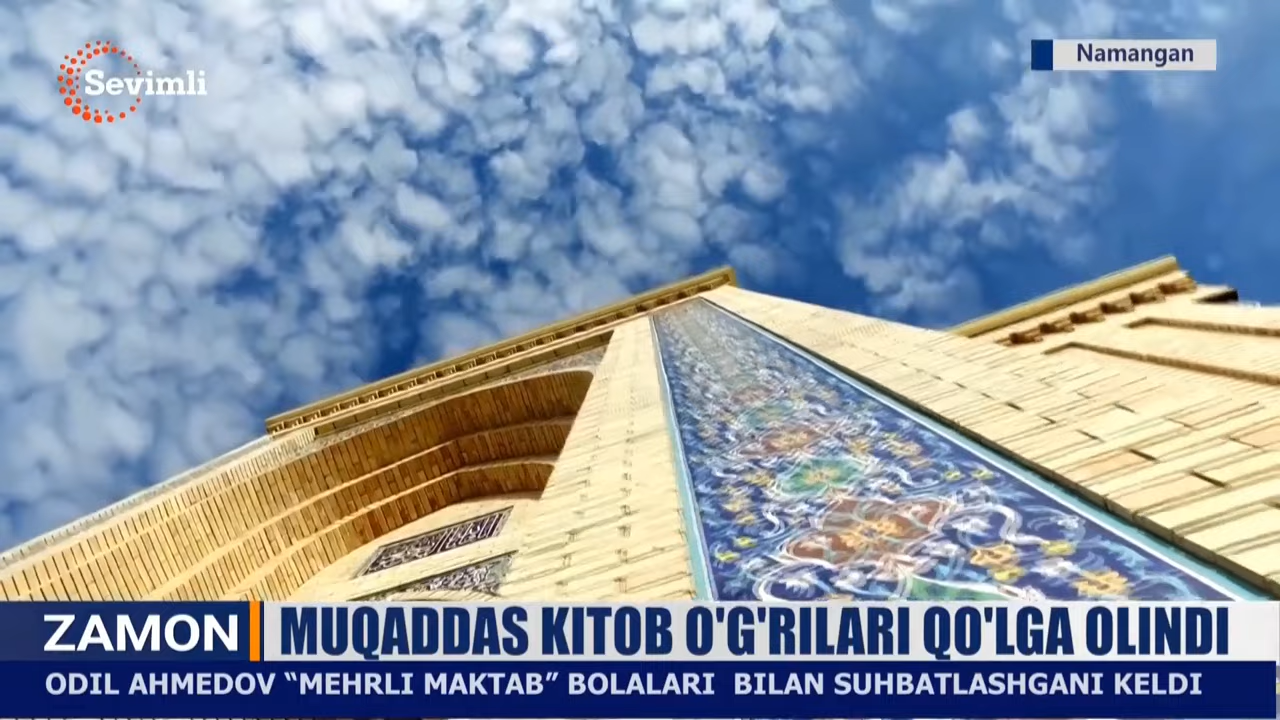 Sevimli
Namangan
ZAMON
MUQADDAS KITOB O'G'RILARI QO'LGA OLINDI
ODIL AHMEDOV “MEHRLI MAKTAB” BOLALARI BILAN SUHBATLASHGANI KELDI